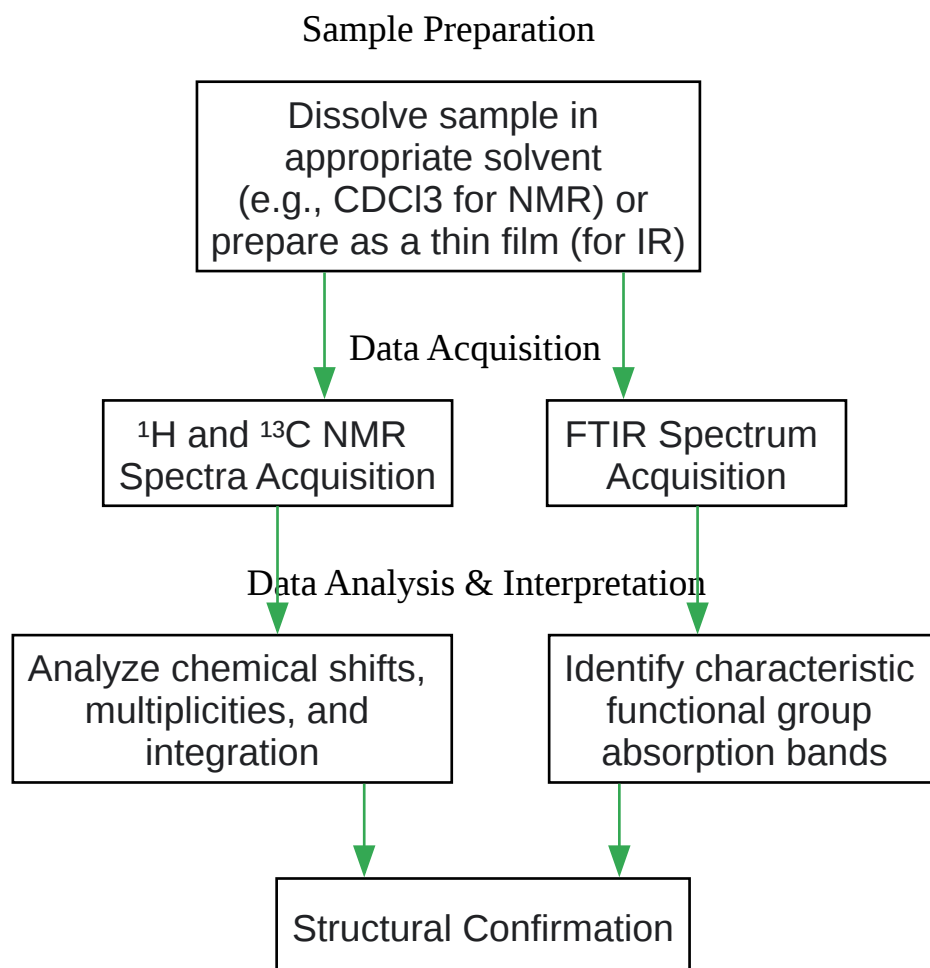 Sample Preparation
Dissolve sample in
appropriate solvent
(e.g., CDCl3 for NMR) or
prepare as a thin film (for IR)
Data Acquisition
¹H and ¹³C NMR
Spectra Acquisition
FTIR Spectrum
Acquisition
Data Analysis & Interpretation
Analyze chemical shifts,
multiplicities, and
integration
Identify characteristic
functional group
absorption bands
Structural Confirmation